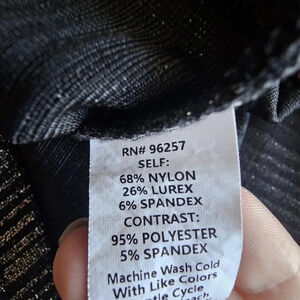 RN# 96257
SELF:
68% NYLON
26% LUREX
6% SPANDEX
CONTRAST:
95% POLYESTER
5% SPANDEX
Machine Wash Cold
With Like Colors
Cycle